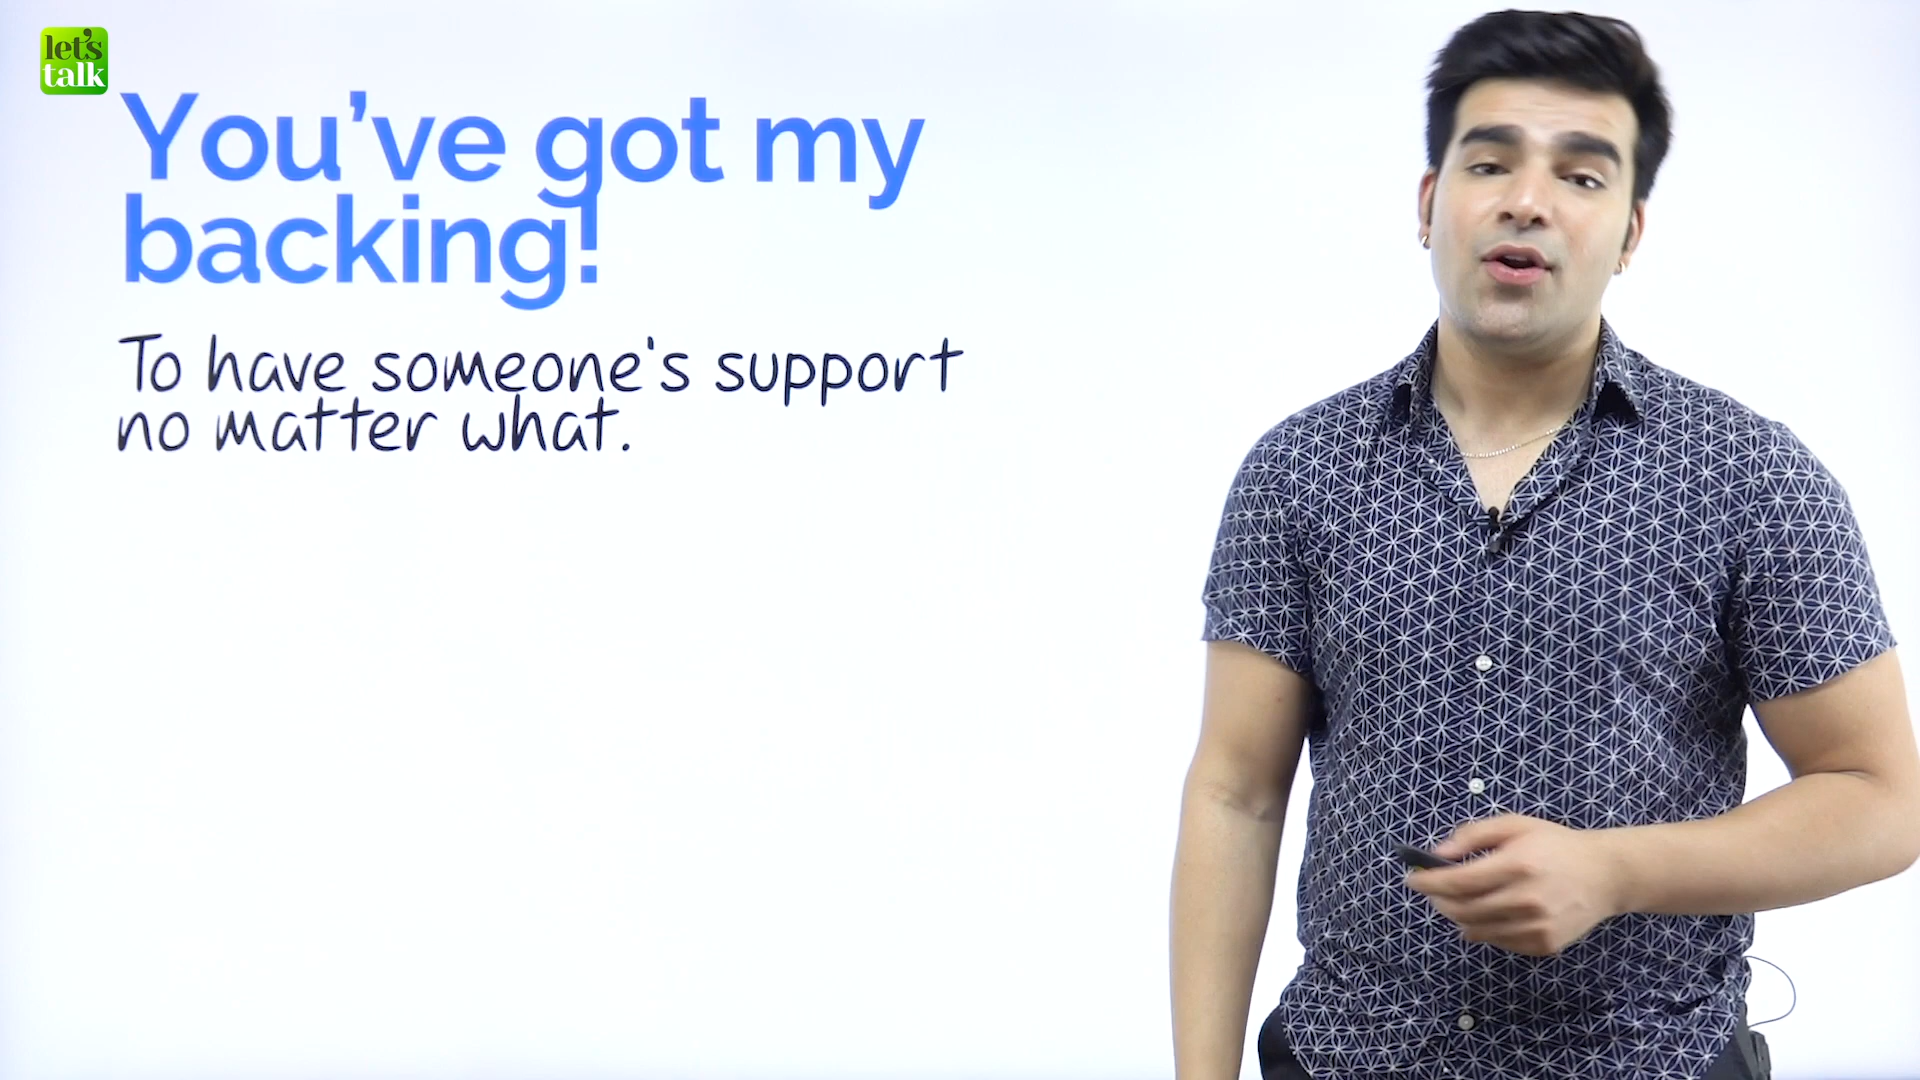 let's
talk
You've got my
backing!
To have someone's support
no matter what.